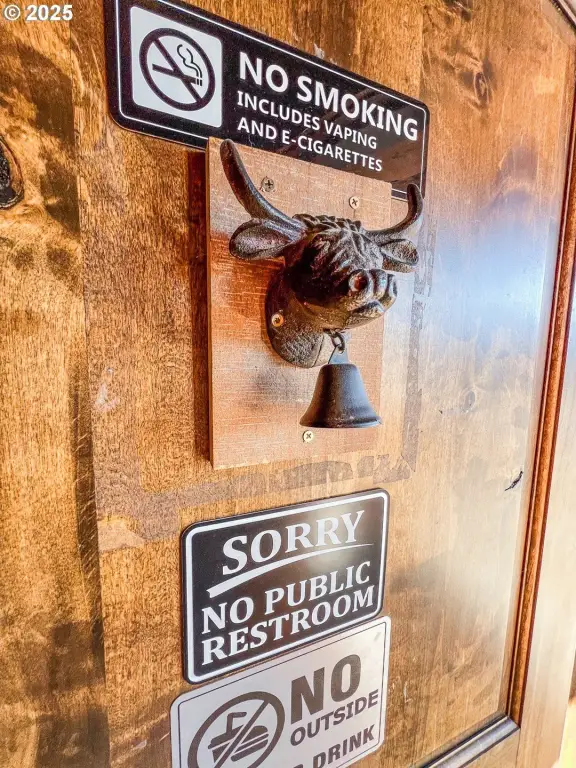 © 2025
NO SMOKING
INCLUDES VAPING
AND E-CIGARETTES
SORRY
NO PUBLIC
RESTROOM
NO
OUTSIDE
DRINK